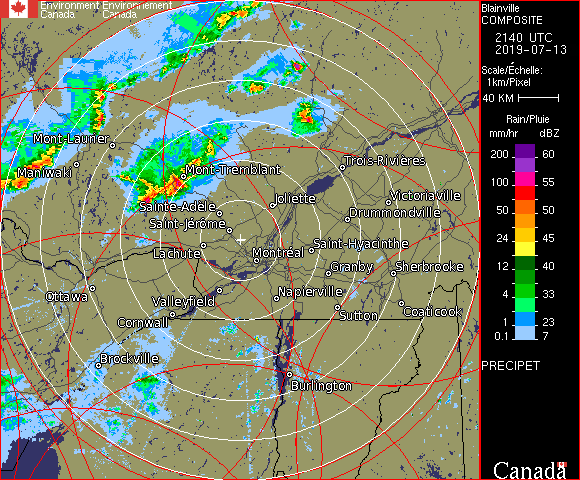 Environment Environnement
Canada Canada
Blainville
COMPOSITE
2140 UTC
2019-07-13
Scale/Échelle:
1km/Pixel
40 KM
Rain/Pluie
mm/hr dBZ
200 60
100 55
50 50
24 45
12 40
4 33
1 23
0.1 7
PRECIPET
Canada
Mont-Laurier
Maniwaki
Mont-Tremblant
Trois-Rivières
Sainte-Adèle
Joliette
Victoriaville
Saint-Jérôme
Drummondville
Lachute
Montréal
Saint-Hyacinthe
Granby
Sherbrooke
Ottawa
Valleyfield
Napierville
Cornwall
Sutton
Coaticook
Brockville
Burlington